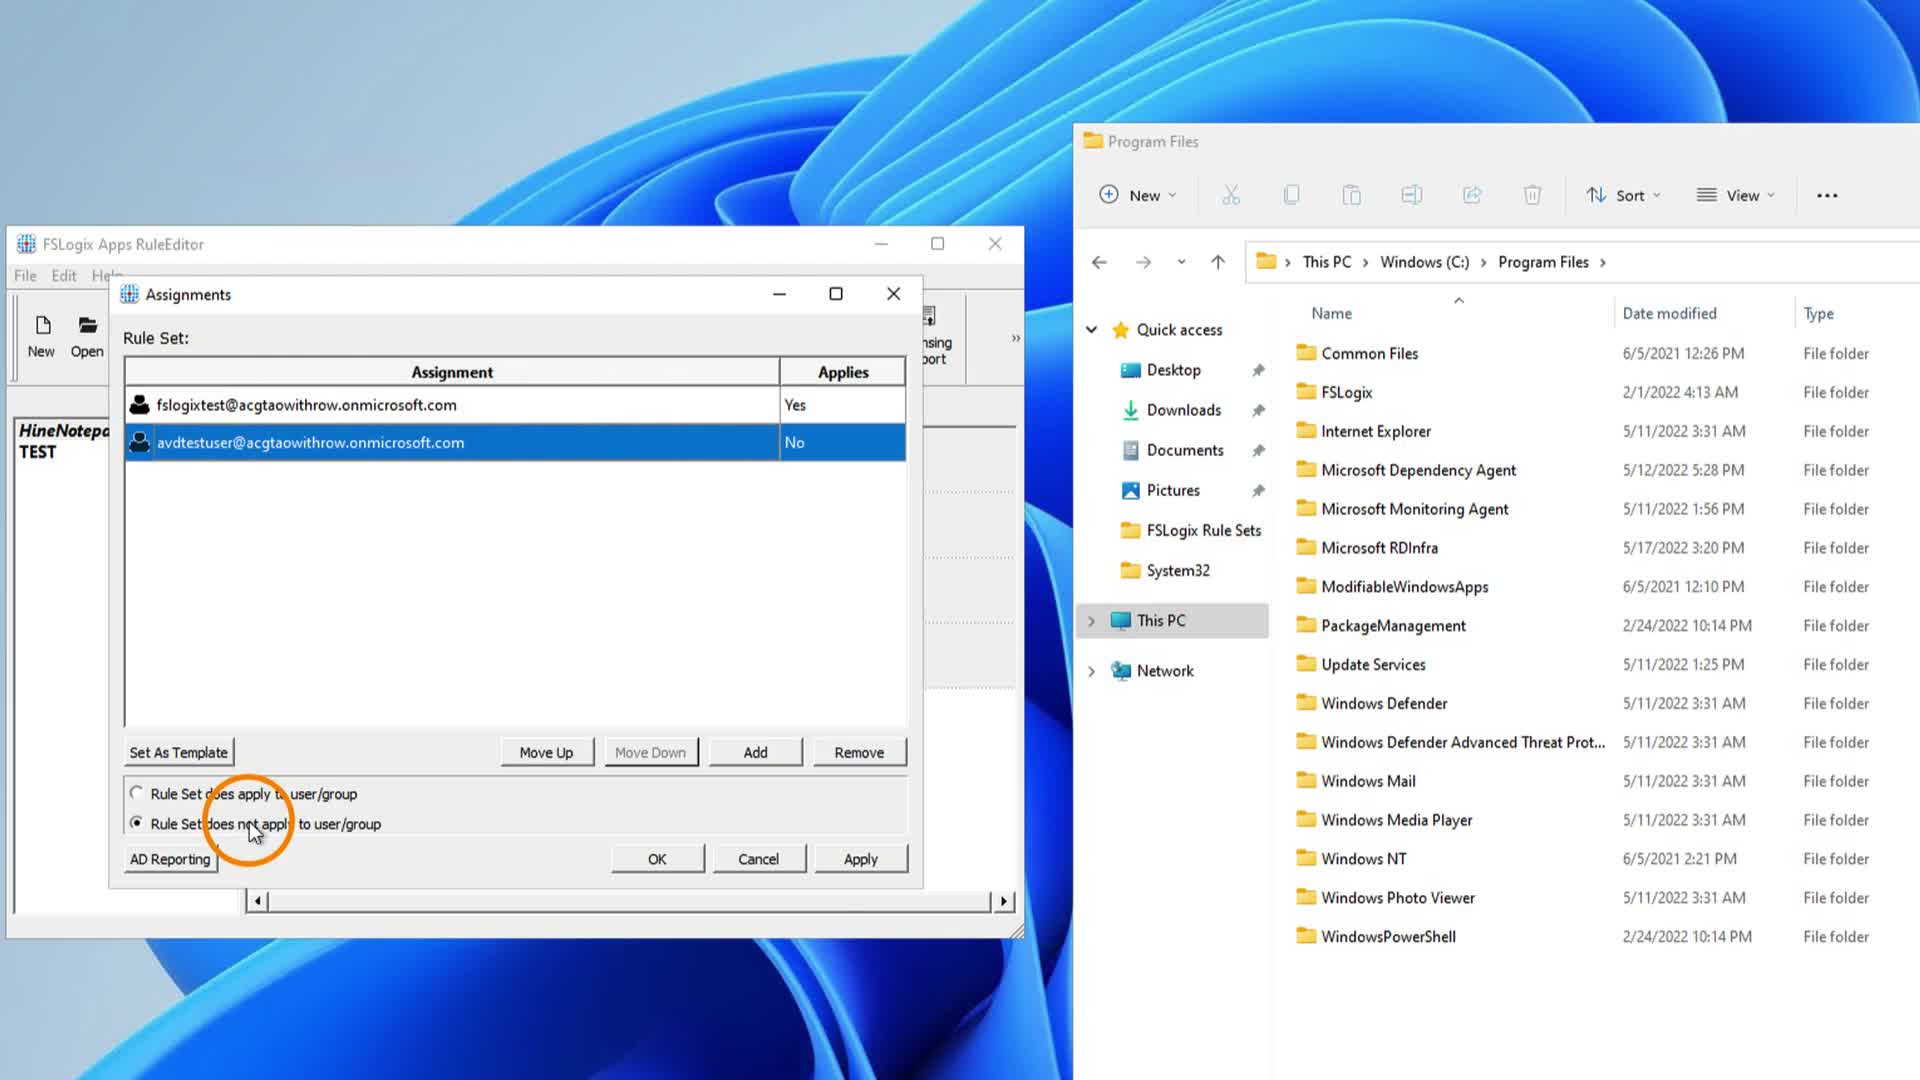 FSLogix Apps RuleEditor
File Edit Help
New
Open
nsing
ort
»
HineNotepa
TEST
Assignments
Rule Set:
Assignment Applies
fslogixtest@acgtaowithrow.onmicrosoft.com Yes
avdtestuser@acgtaowithrow.onmicrosoft.com No
Set As Template Move Up Move Down Add Remove
Rule Set does apply to user/group
Rule Set does not apply to user/group
AD Reporting OK Cancel Apply
Program Files
New Sort View
This PC > Windows (C:) > Program Files >
Quick access
Desktop
Downloads
Documents
Pictures
FSLogix Rule Sets
System32
This PC
Network
Name Date modified Type
Common Files 6/5/2021 12:26 PM File folder
FSLogix 2/1/2022 4:13 AM File folder
Internet Explorer 5/11/2022 3:31 AM File folder
Microsoft Dependency Agent 5/12/2022 5:28 PM File folder
Microsoft Monitoring Agent 5/11/2022 1:56 PM File folder
Microsoft RDInfra 5/17/2022 3:20 PM File folder
ModifiableWindowsApps 6/5/2021 12:10 PM File folder
PackageManagement 2/24/2022 10:14 PM File folder
Update Services 5/11/2022 1:25 PM File folder
Windows Defender 5/11/2022 3:31 AM File folder
Windows Defender Advanced Threat Prot... 5/11/2022 3:31 AM File folder
Windows Mail 5/11/2022 3:31 AM File folder
Windows Media Player 5/11/2022 3:31 AM File folder
Windows NT 6/5/2021 2:21 PM File folder
Windows Photo Viewer 5/11/2022 3:31 AM File folder
WindowsPowerShell 2/24/2022 10:14 PM File folder